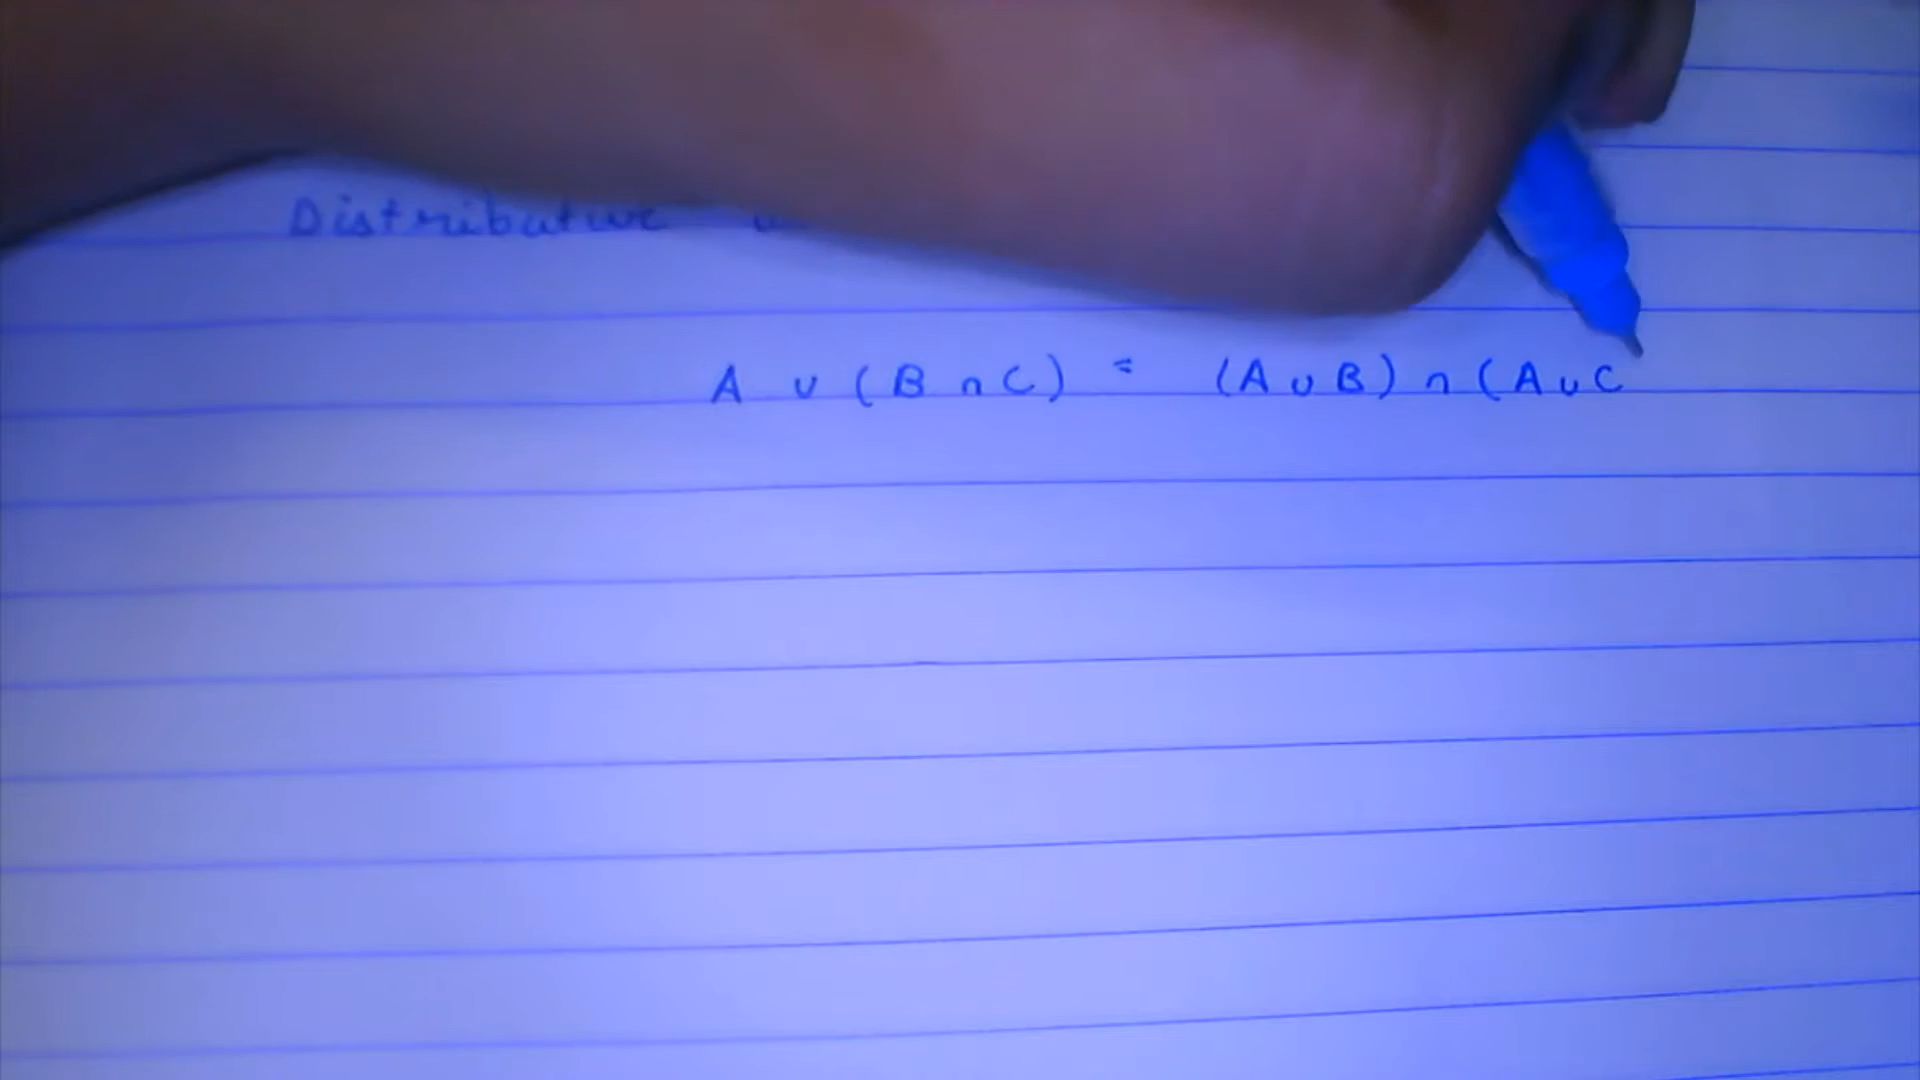 Distributive
A ∪ (B ∩ C) = (A ∪ B) ∩ (A ∪ C